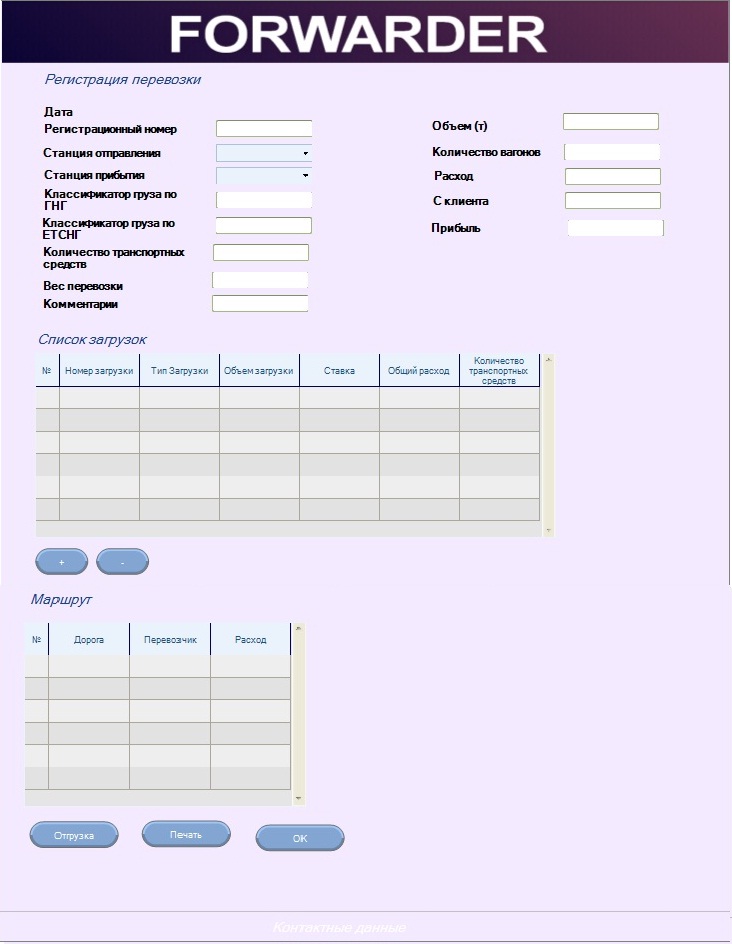 FORWARDER
Регистрация перевозки
Дата
Регистрационный номер
Станция отправления
Станция прибытия
Классификатор груза по
ГНГ
Классификатор груза по
ЕТСНГ
Количество транспортных
средств
Вес перевозки
Комментарии
Объем (т)
Количество вагонов
Расход
С клиента
Прибыль
Список загрузок
№ Номер загрузки Тип Загрузки Объем загрузки Ставка Общий расход Количество
транспортных
средств
+ -
Маршрут
№ Дорога Перевозчик Расход
Отгрузка Печать OK
Контактные данные